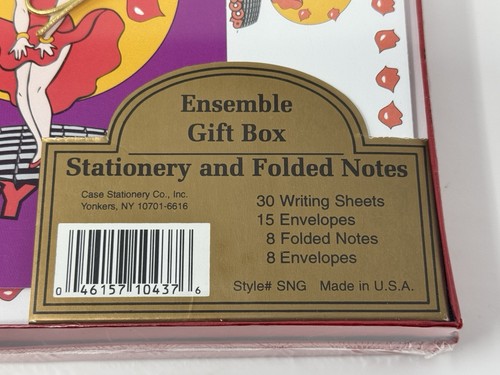 Ensemble
Gift Box
Stationery and Folded Notes
Case Stationery Co., Inc.
Yonkers, NY 10701-6616
30 Writing Sheets
15 Envelopes
8 Folded Notes
8 Envelopes
0 46157 10437 6
Style# SNG Made in U.S.A.
Y